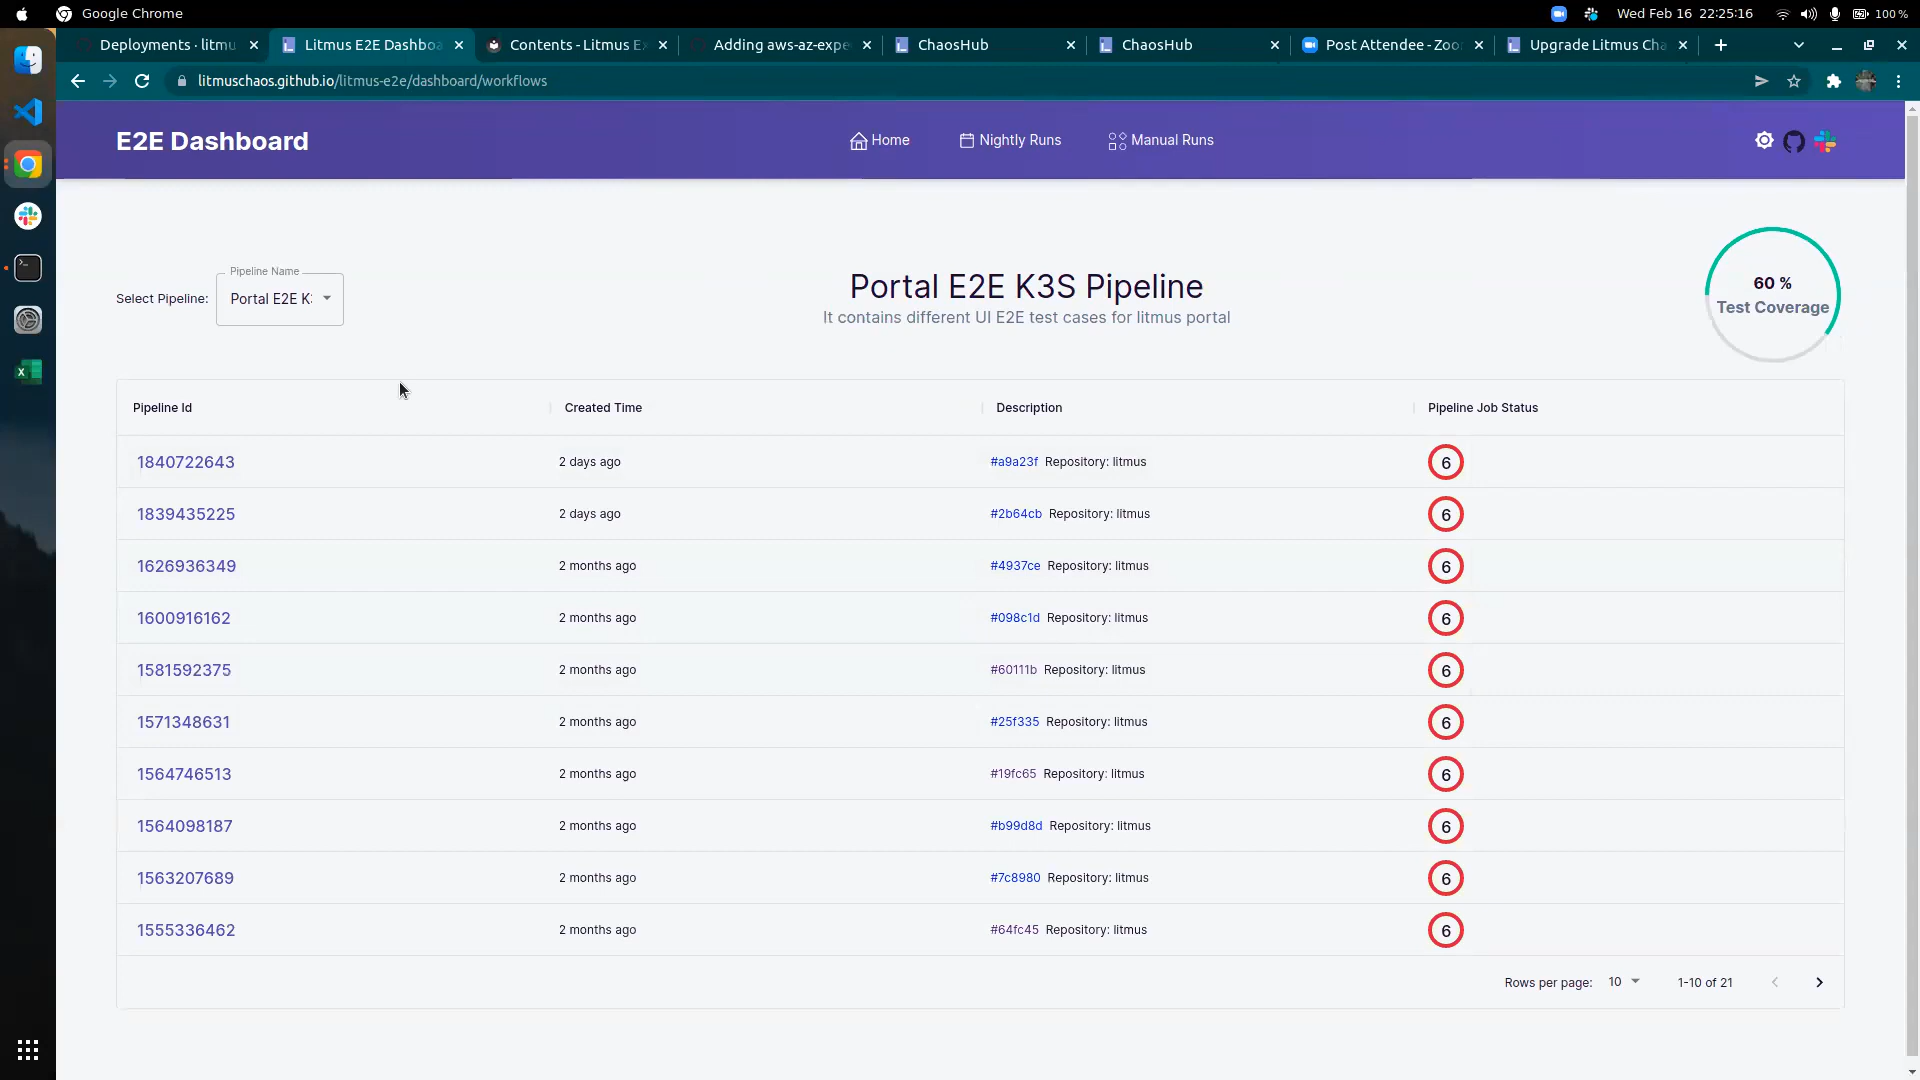 Google Chrome
Wed Feb 16 22:25:16
100 %
Deployments · litmu
Litmus E2E Dashbo
Contents - Litmus E
Adding aws-az-expe
ChaosHub
ChaosHub
Post Attendee - Zoo
Upgrade Litmus Cha
litmuschaos.github.io/litmus-e2e/dashboard/workflows
E2E Dashboard
Home
Nightly Runs
Manual Runs
Select Pipeline:
Pipeline Name
Portal E2E K
Portal E2E K3S Pipeline
It contains different UI E2E test cases for litmus portal
60 %
Test Coverage
Pipeline Id Created Time Description Pipeline Job Status
1840722643 2 days ago #a9a23f Repository: litmus 6
1839435225 2 days ago #2b64cb Repository: litmus 6
1626936349 2 months ago #4937ce Repository: litmus 6
1600916162 2 months ago #098c1d Repository: litmus 6
1581592375 2 months ago #60111b Repository: litmus 6
1571348631 2 months ago #25f335 Repository: litmus 6
1564746513 2 months ago #19fc65 Repository: litmus 6
1564098187 2 months ago #b99d8d Repository: litmus 6
1563207689 2 months ago #7c8980 Repository: litmus 6
1555336462 2 months ago #64fc45 Repository: litmus 6
Rows per page: 10 1-10 of 21